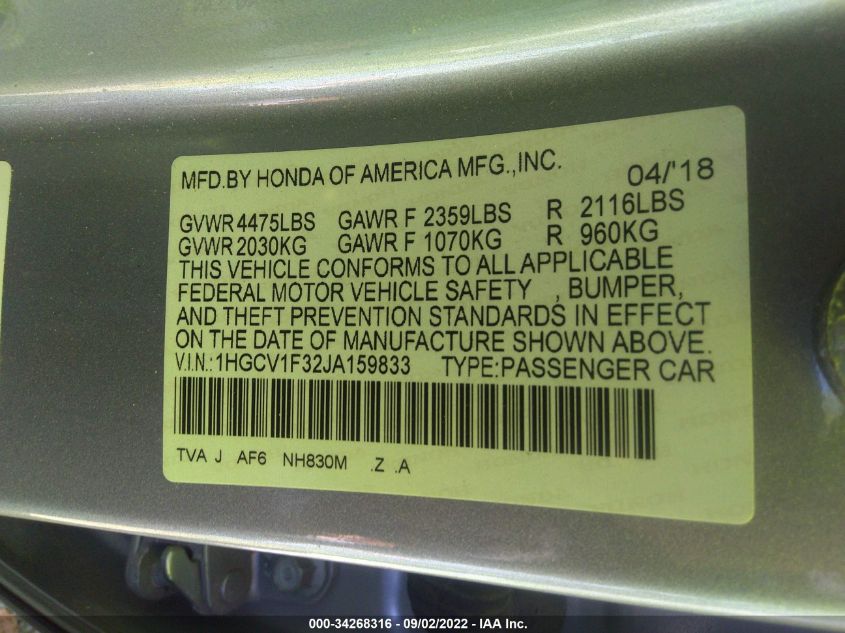 MFD.BY HONDA OF AMERICA MFG.,INC. 04/'18
GVWR 4475LBS GAWR F 2359LBS R 2116LBS
GVWR 2030KG GAWR F 1070KG R 960KG
THIS VEHICLE CONFORMS TO ALL APPLICABLE
FEDERAL MOTOR VEHICLE SAFETY , BUMPER,
AND THEFT PREVENTION STANDARDS IN EFFECT
ON THE DATE OF MANUFACTURE SHOWN ABOVE.
V.I.N.:1HGCV1F32JA159833 TYPE:PASSENGER CAR
TVA J AF6 NH830M .Z .A
000-34268316 - 09/02/2022 - IAA Inc.